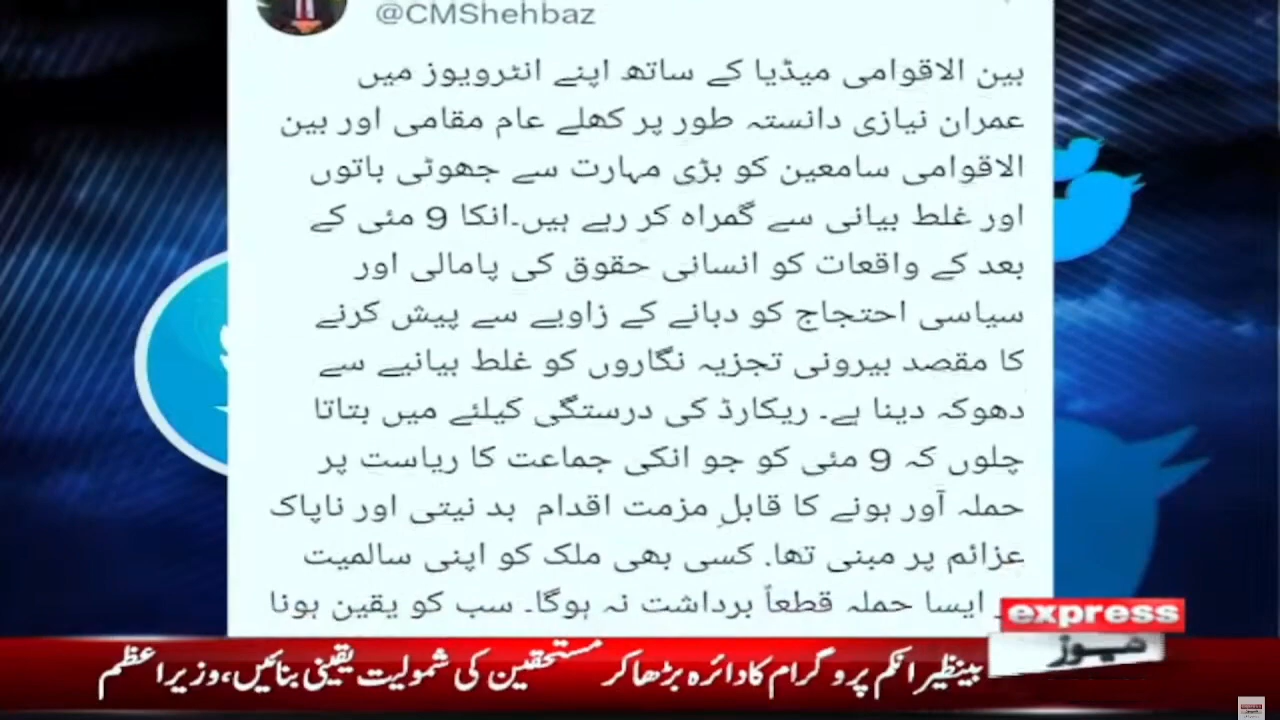 @CMShehbaz
بین الاقوامی میڈیا کے ساتھ اپنے انٹرویوز میں
عمران نیازی دانستہ طور پر کھلے عام مقامی اور بین
الاقوامی سامعین کو بڑی مہارت سے جھوٹی باتوں
اور غلط بیانی سے گمراہ کر رہے ہیں۔انکا 9 مئی کے
بعد کے واقعات کو انسانی حقوق کی پامالی اور
سیاسی احتجاج کو دبانے کے زاویے سے پیش کرنے
کا مقصد بیرونی تجزیہ نگاروں کو غلط بیانیے سے
دھوکہ دینا ہے۔ ریکارڈ کی درستگی کیلئے میں بتاتا
چلوں کہ 9 مئی کو جو انکی جماعت کا ریاست پر
حملہ آور ہونے کا قابلِ مزمت اقدام بد نیتی اور ناپاک
عزائم پر مبنی تھا. کسی بھی ملک کو اپنی سالمیت
ایسا حملہ قطعاً برداشت نہ ہوگا۔ سب کو یقین ہونا
express
نیوز
بینظیر انکم پروگرام کا دائرہ بڑھا کر مستحقین کی شمولیت یقینی بنائیں، وزیراعظم